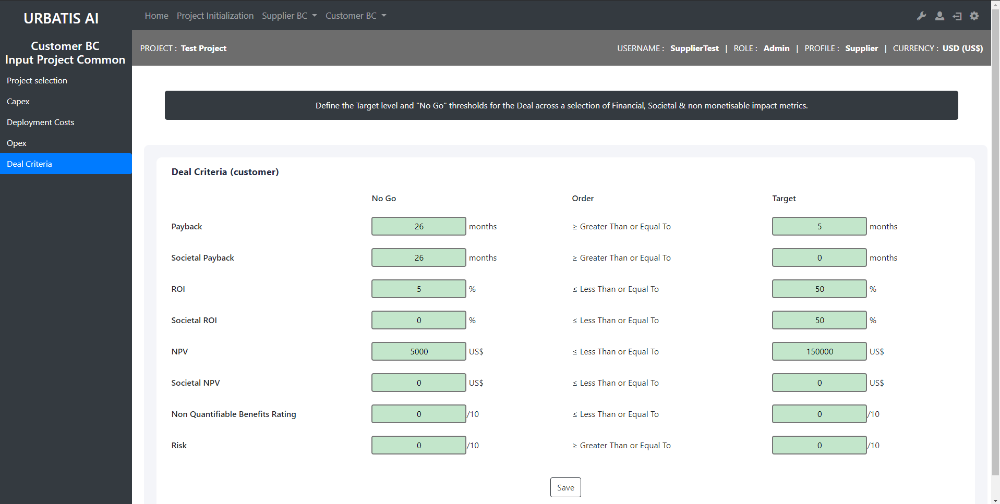 URBATIS AI
Home Project Initialization Supplier BC Customer BC
Customer BC
Input Project Common
Project selection
Capex
Deployment Costs
Opex
Deal Criteria
PROJECT : Test Project
USERNAME : SupplierTest | ROLE : Admin | PROFILE : Supplier | CURRENCY : USD (US$)
Define the Target level and "No Go" thresholds for the Deal across a selection of Financial, Societal & non monetisable impact metrics.
Deal Criteria (customer)
No Go Order Target
Payback 26 months ≥ Greater Than or Equal To 5 months
Societal Payback 26 months ≥ Greater Than or Equal To 0 months
ROI 5 % ≤ Less Than or Equal To 50 %
Societal ROI 0 % ≤ Less Than or Equal To 50 %
NPV 5000 US$ ≤ Less Than or Equal To 150000 US$
Societal NPV 0 US$ ≤ Less Than or Equal To 0 US$
Non Quantifiable Benefits Rating 0 /10 ≤ Less Than or Equal To 0 /10
Risk 0 /10 ≥ Greater Than or Equal To 0 /10
Save